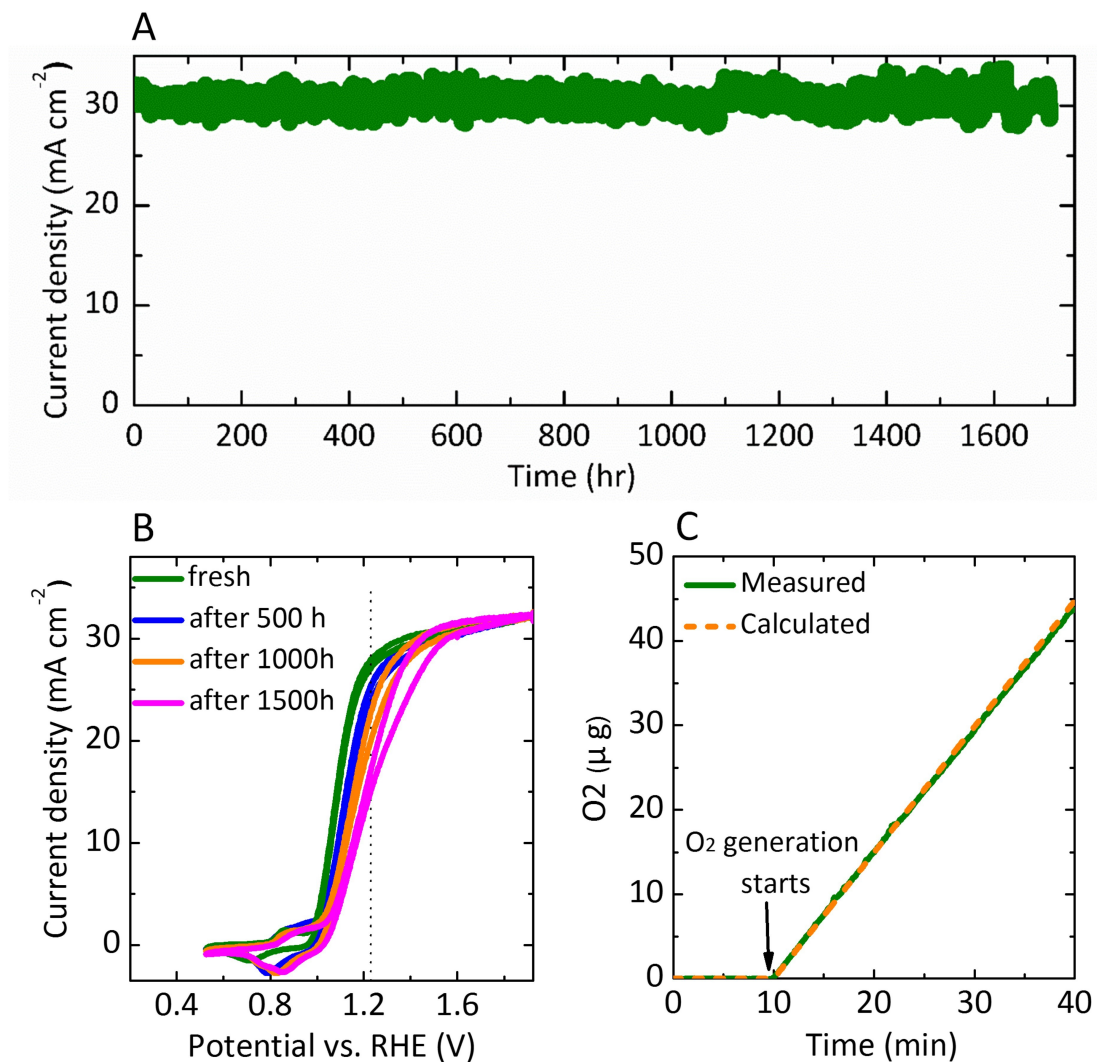 A
Current density (mA cm-2)
30
20
10
0
0 200 400 600 800 1000 1200 1400 1600
Time (hr)
B
fresh
after 500 h
after 1000h
after 1500h
Current density (mA cm-2)
30
20
10
0
0.4 0.8 1.2 1.6
Potential vs. RHE (V)
C
Measured
Calculated
O2 (µ g)
50
40
30
20
10
0
O2 generation
starts
0 10 20 30 40
Time (min)